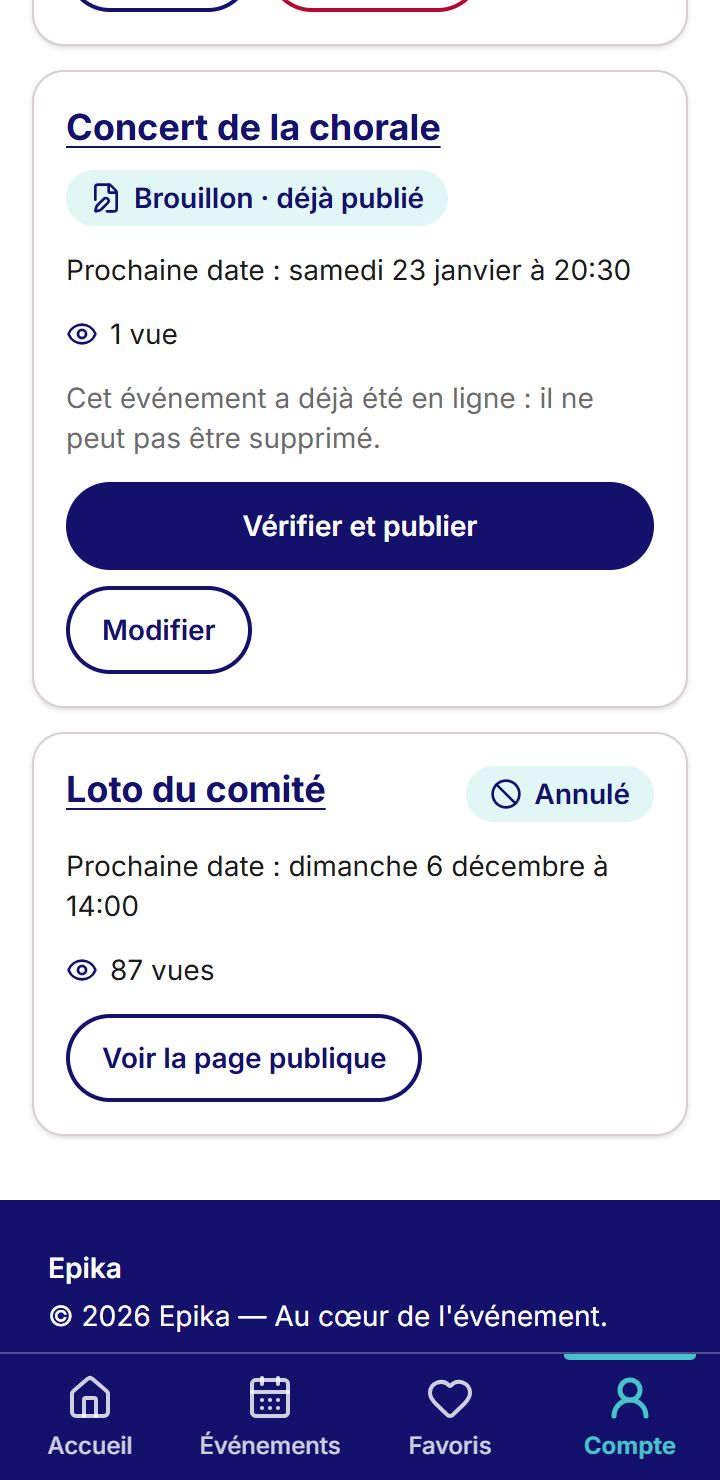 Concert de la chorale
Brouillon · déjà publié
Prochaine date : samedi 23 janvier à 20:30
1 vue
Cet événement a déjà été en ligne : il ne
peut pas être supprimé.
Vérifier et publier
Modifier
Loto du comité
Annulé
Prochaine date : dimanche 6 décembre à
14:00
87 vues
Voir la page publique
Epika
© 2026 Epika — Au cœur de l'événement.
Accueil
Événements
Favoris
Compte